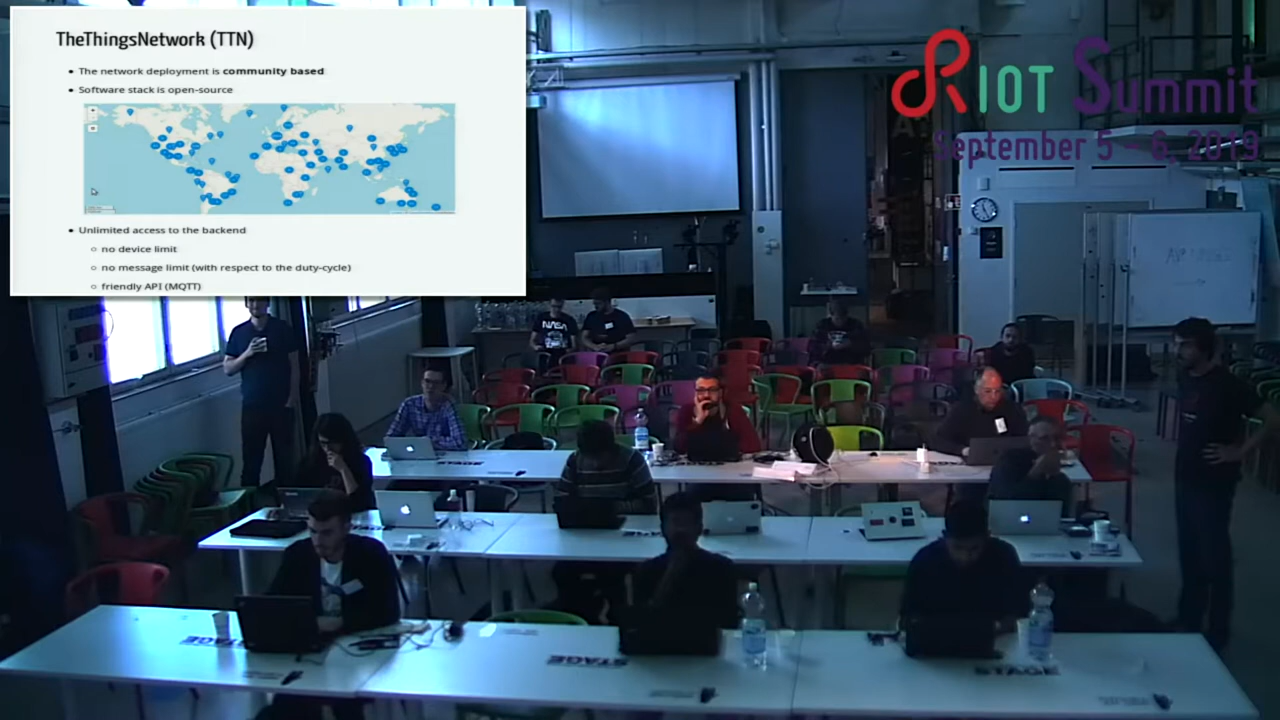 TheThingsNetwork (TTN)
The network deployment is community based
Software stack is open-source
Unlimited access to the backend
no device limit
no message limit (with respect to the duty-cycle)
friendly API (MQTT)
RIOT Summit
September 5 - 6, 2019
NASA
STAGE
STAGE
STAGE